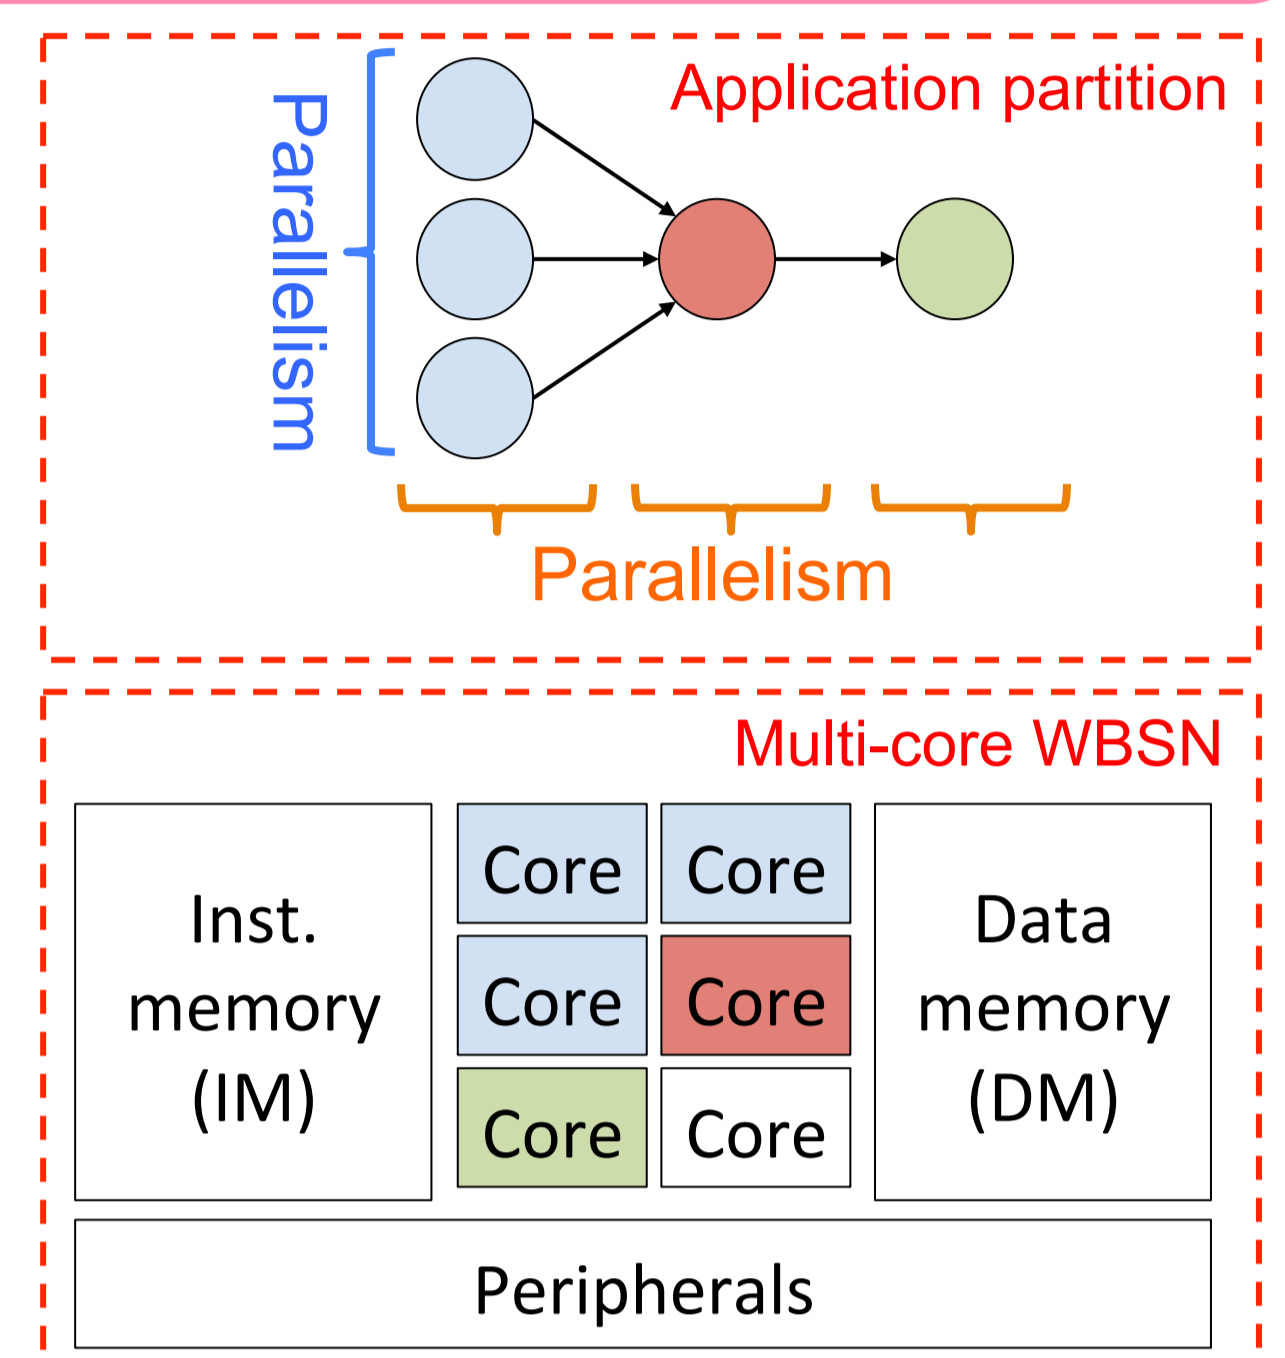 Application partition
Parallelism
Parallelism
Multi-core WBSN
Inst.
memory
(IM)
Core
Core
Core
Core
Core
Core
Data
memory
(DM)
Peripherals